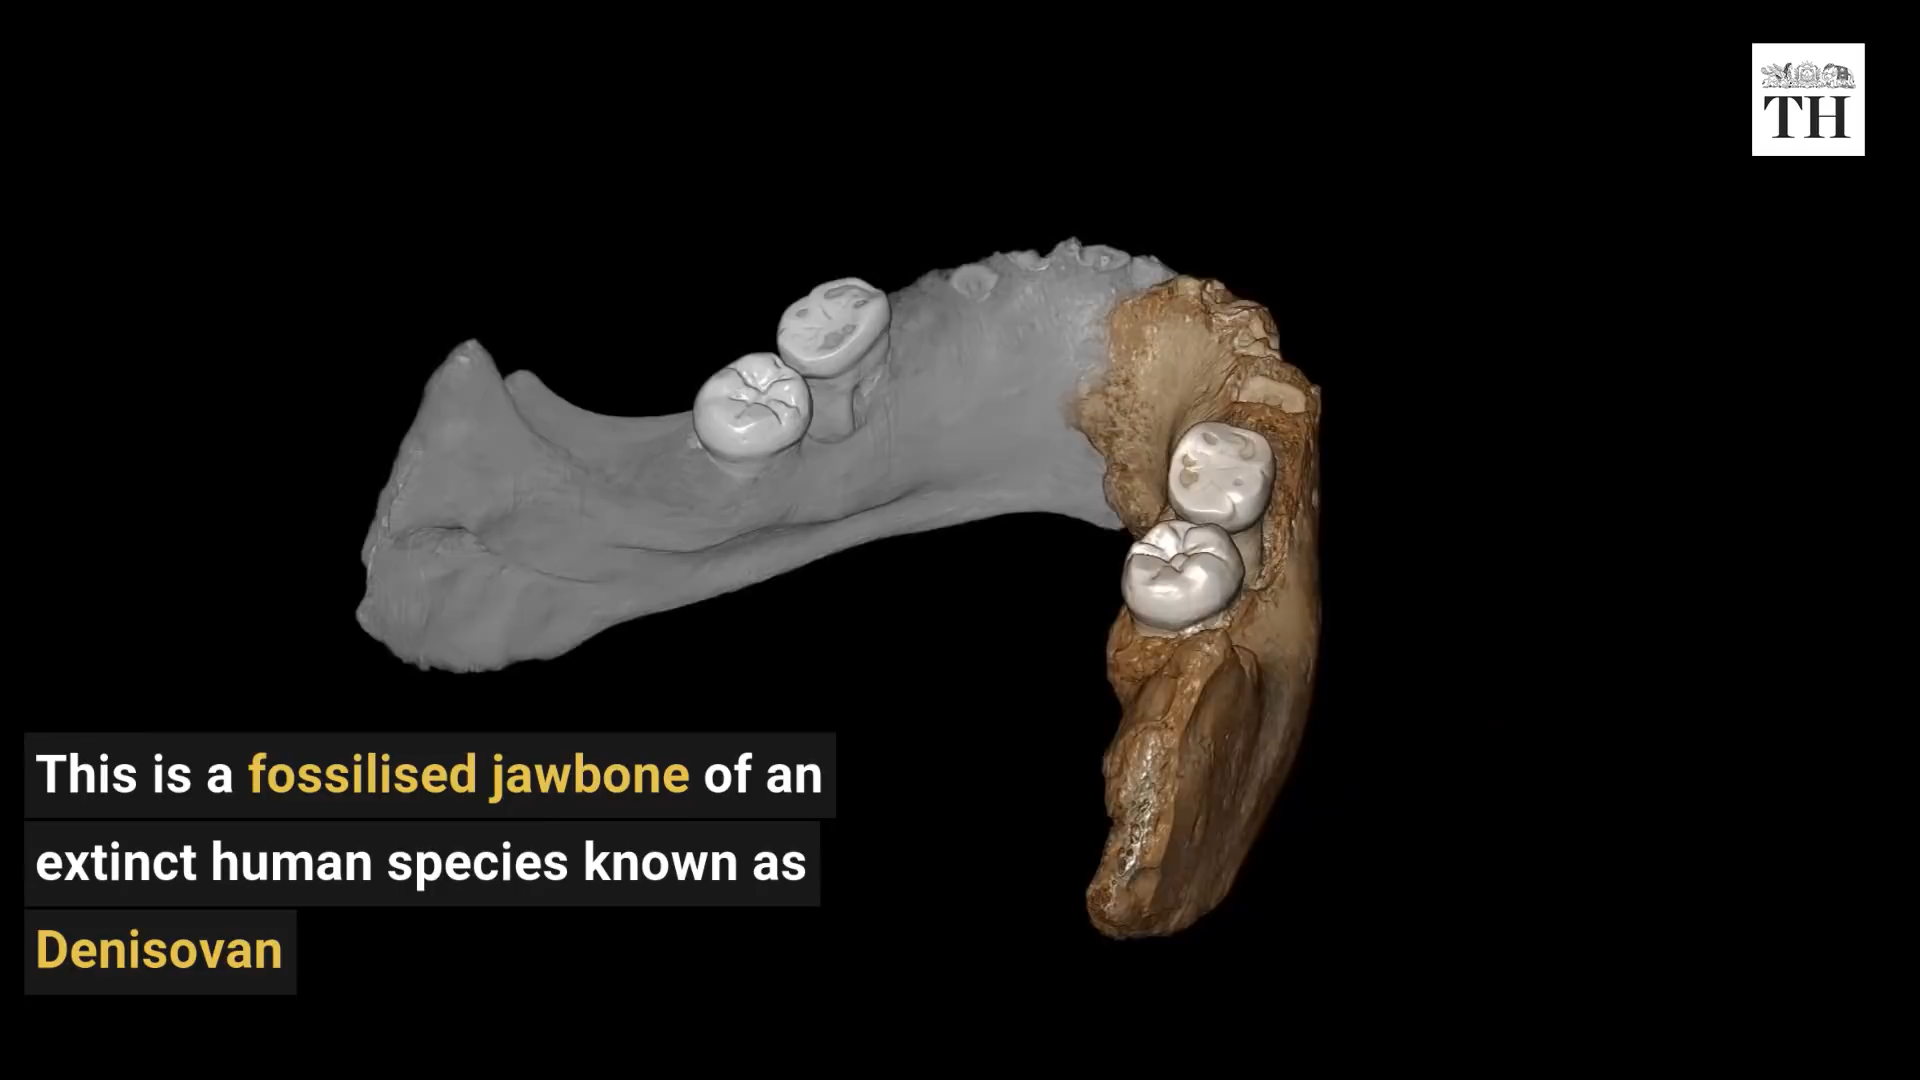 TH
This is a fossilised jawbone of an
extinct human species known as
Denisovan